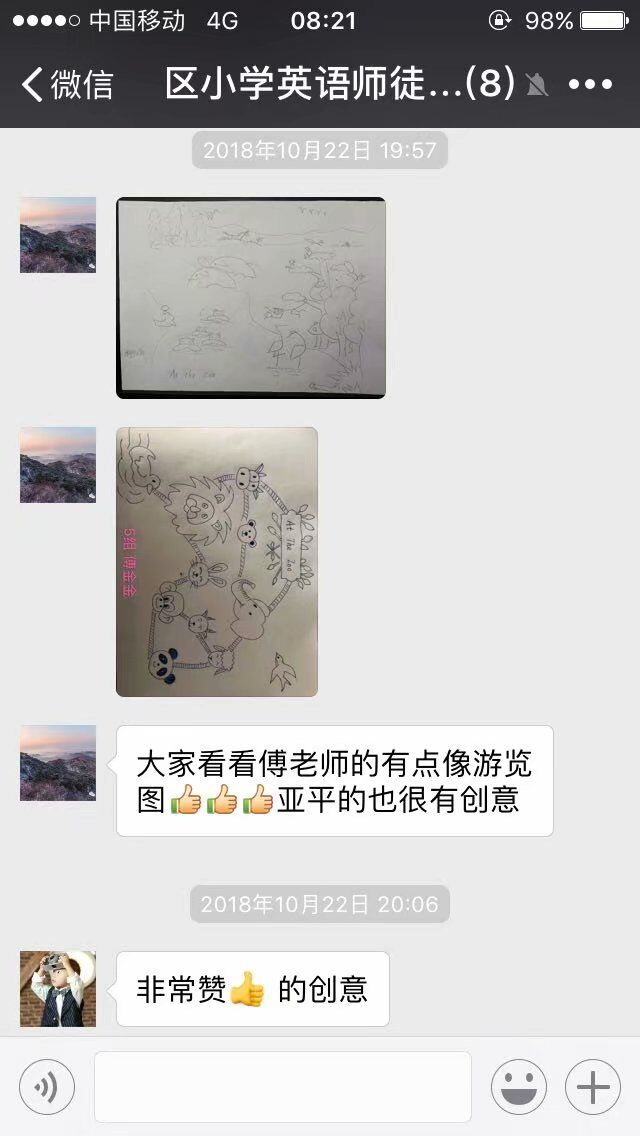 中国移动 4G 08:21 98%
微信 区小学英语师徒...(8)
2018年10月22日 19:57
At the Zoo
At The Zoo
5组 傅金金
大家看看傅老师的有点像游览
图👍👍👍亚平的也很有创意
2018年10月22日 20:06
非常赞👍 的创意